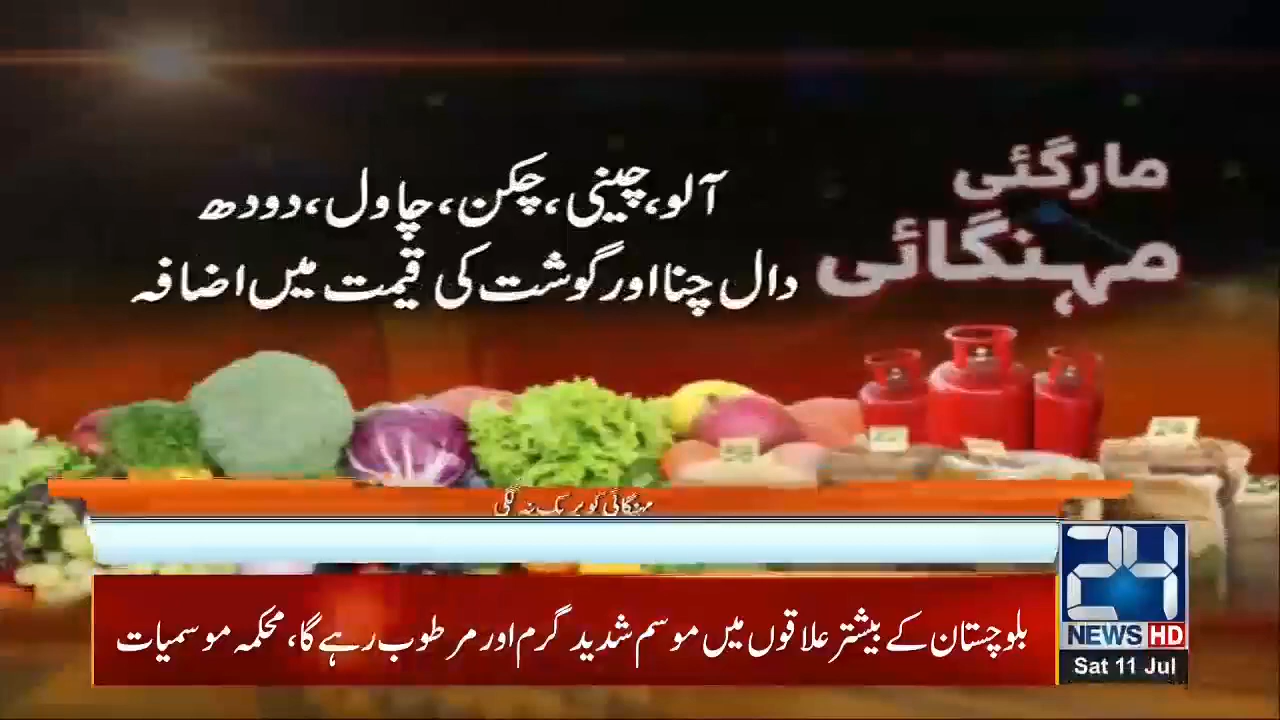 مار گئی
مہنگائی
آلو، چینی، چکن، چاول، دودھ
دال چنا اور گوشت کی قیمت میں اضافہ
مہنگائی کو بریک نہ لگی
بلوچستان کے بیشتر علاقوں میں موسم شدید گرم اور مرطوب رہے گا، محکمہ موسمیات
24
NEWS HD
Sat 11 Jul